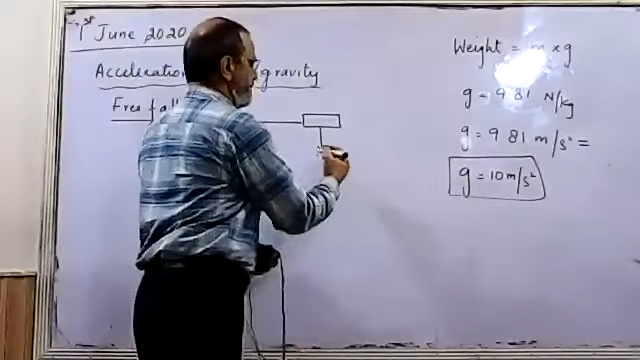 1st June 2020
Acceleration gravity
Free fall
Weight = m x g
g = 9.81 N/kg
g = 9.81 m/s² =
g = 10 m/s²